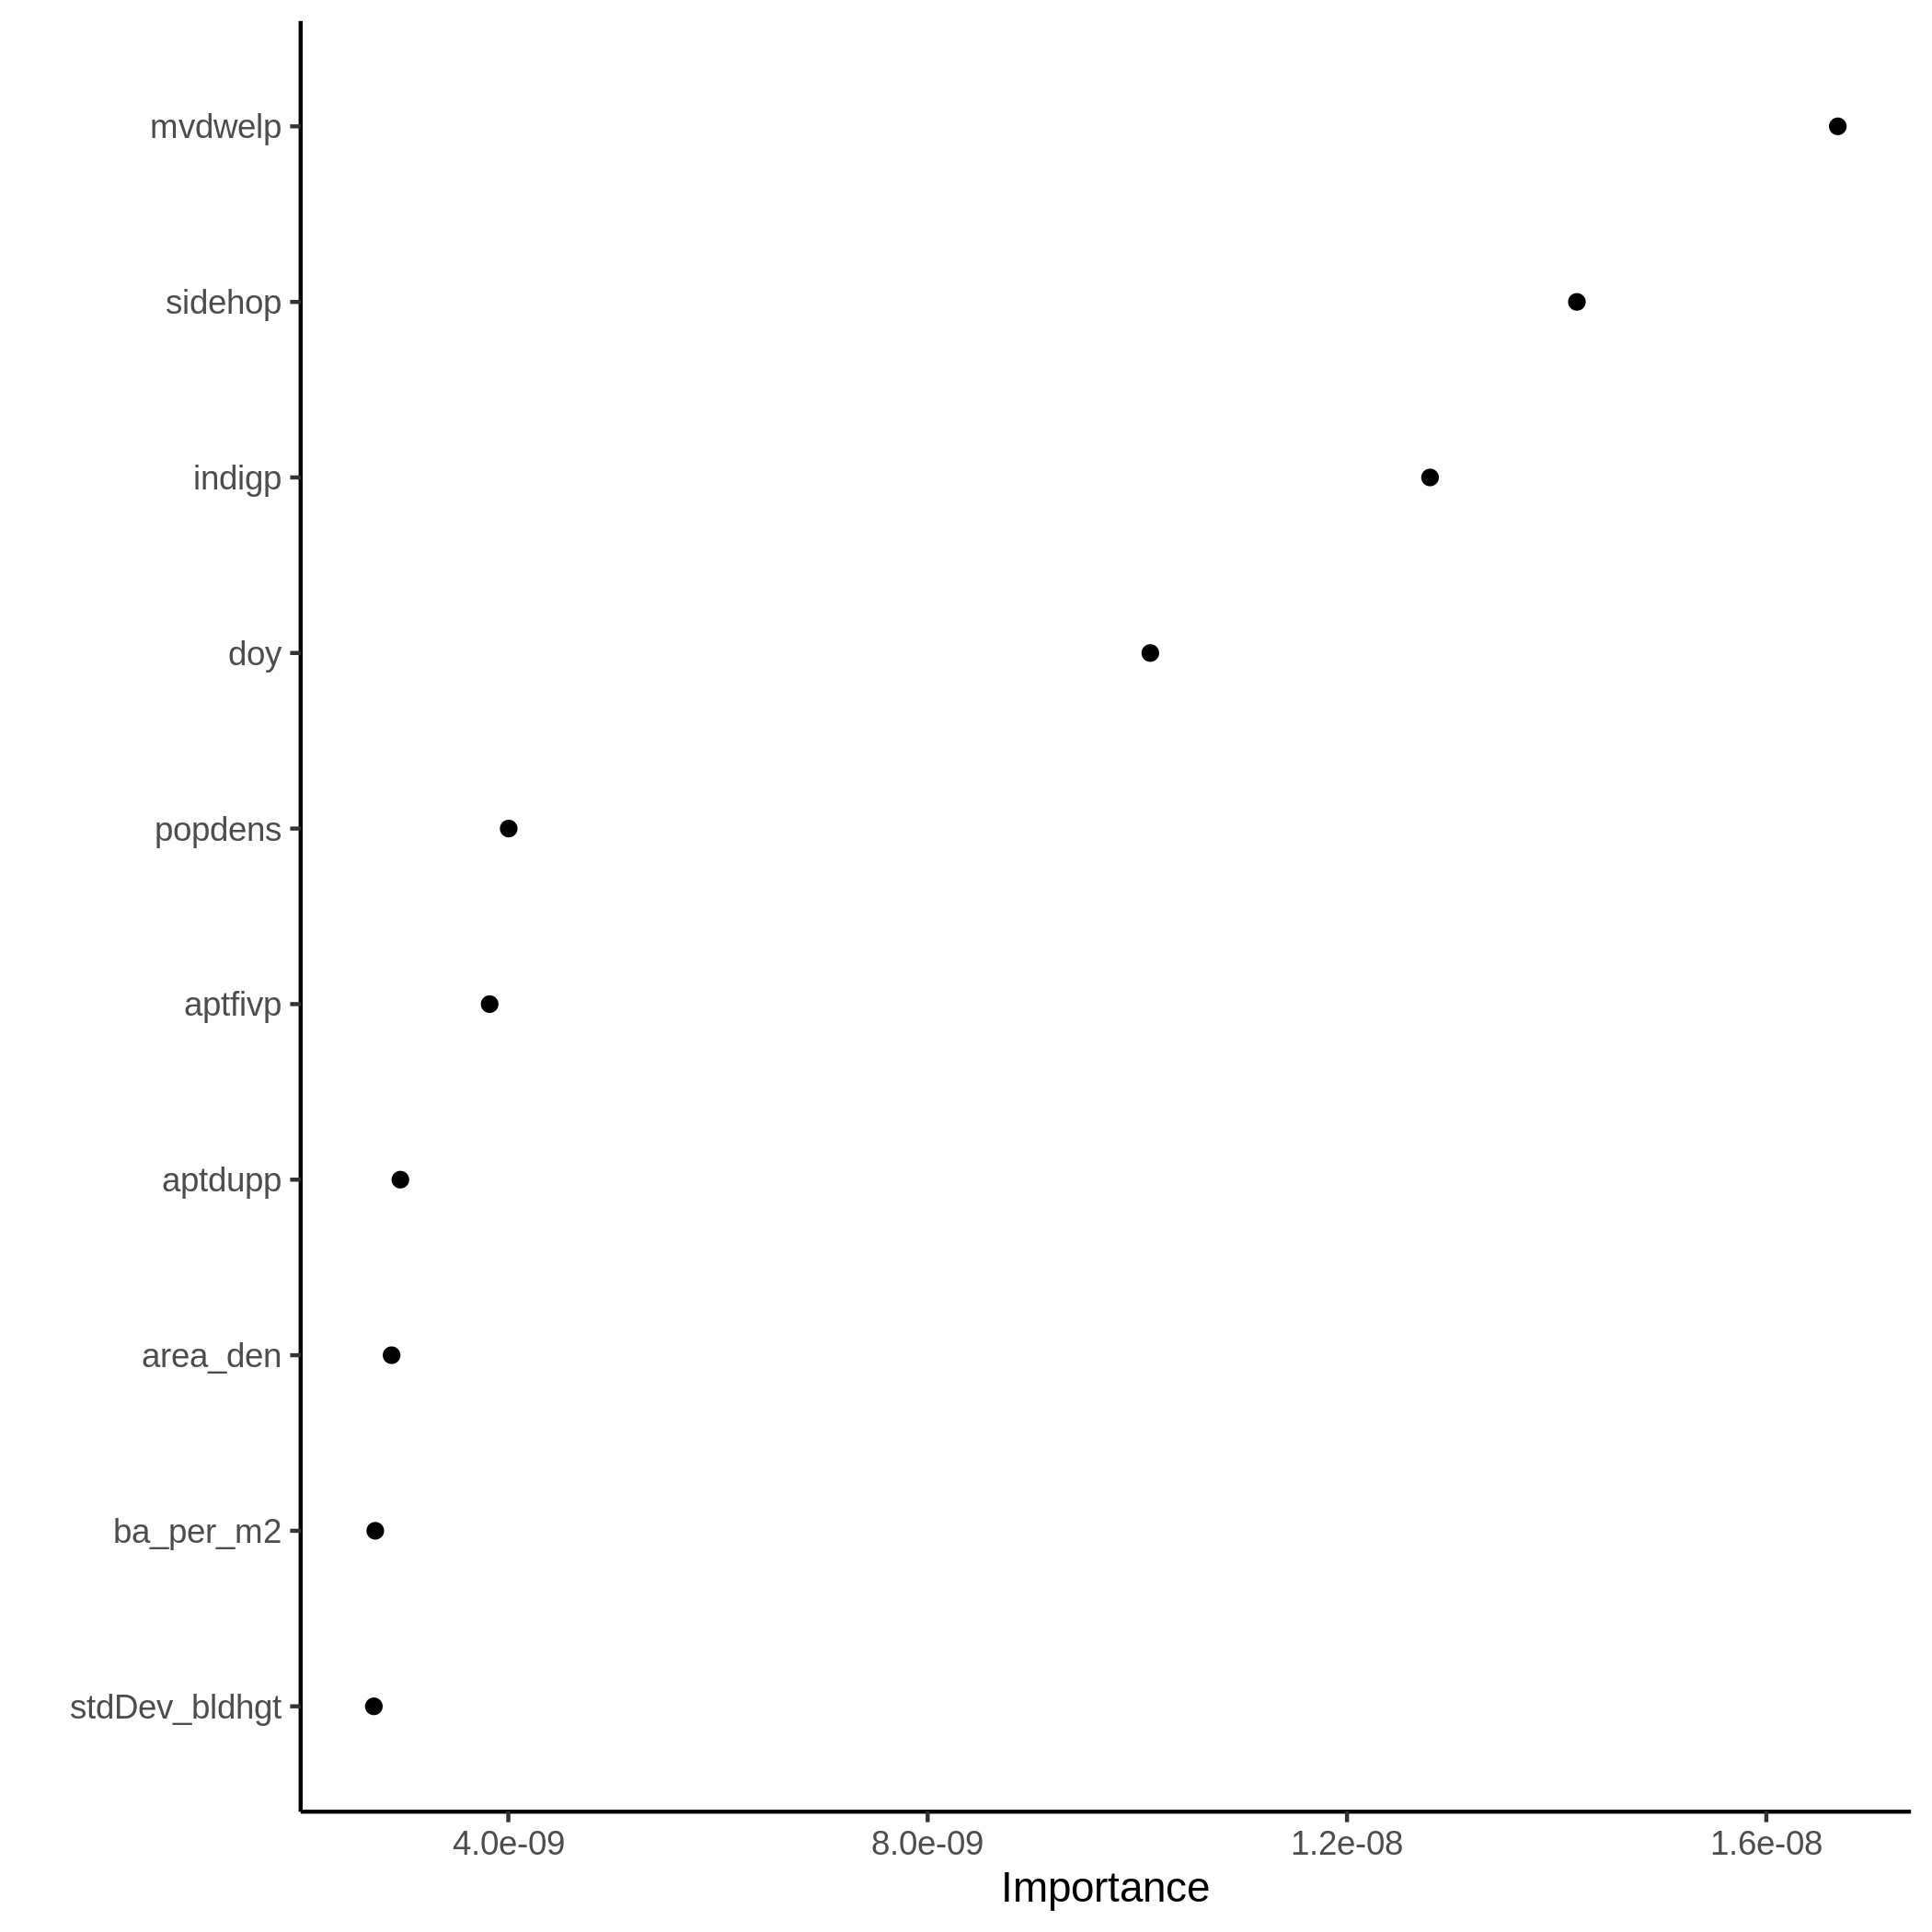 mvdwelp
sidehop
indigp
doy
popdens
aptfivp
aptdupp
area_den
ba_per_m2
stdDev_bldhgt
4.0e-09 8.0e-09 1.2e-08 1.6e-08
Importance